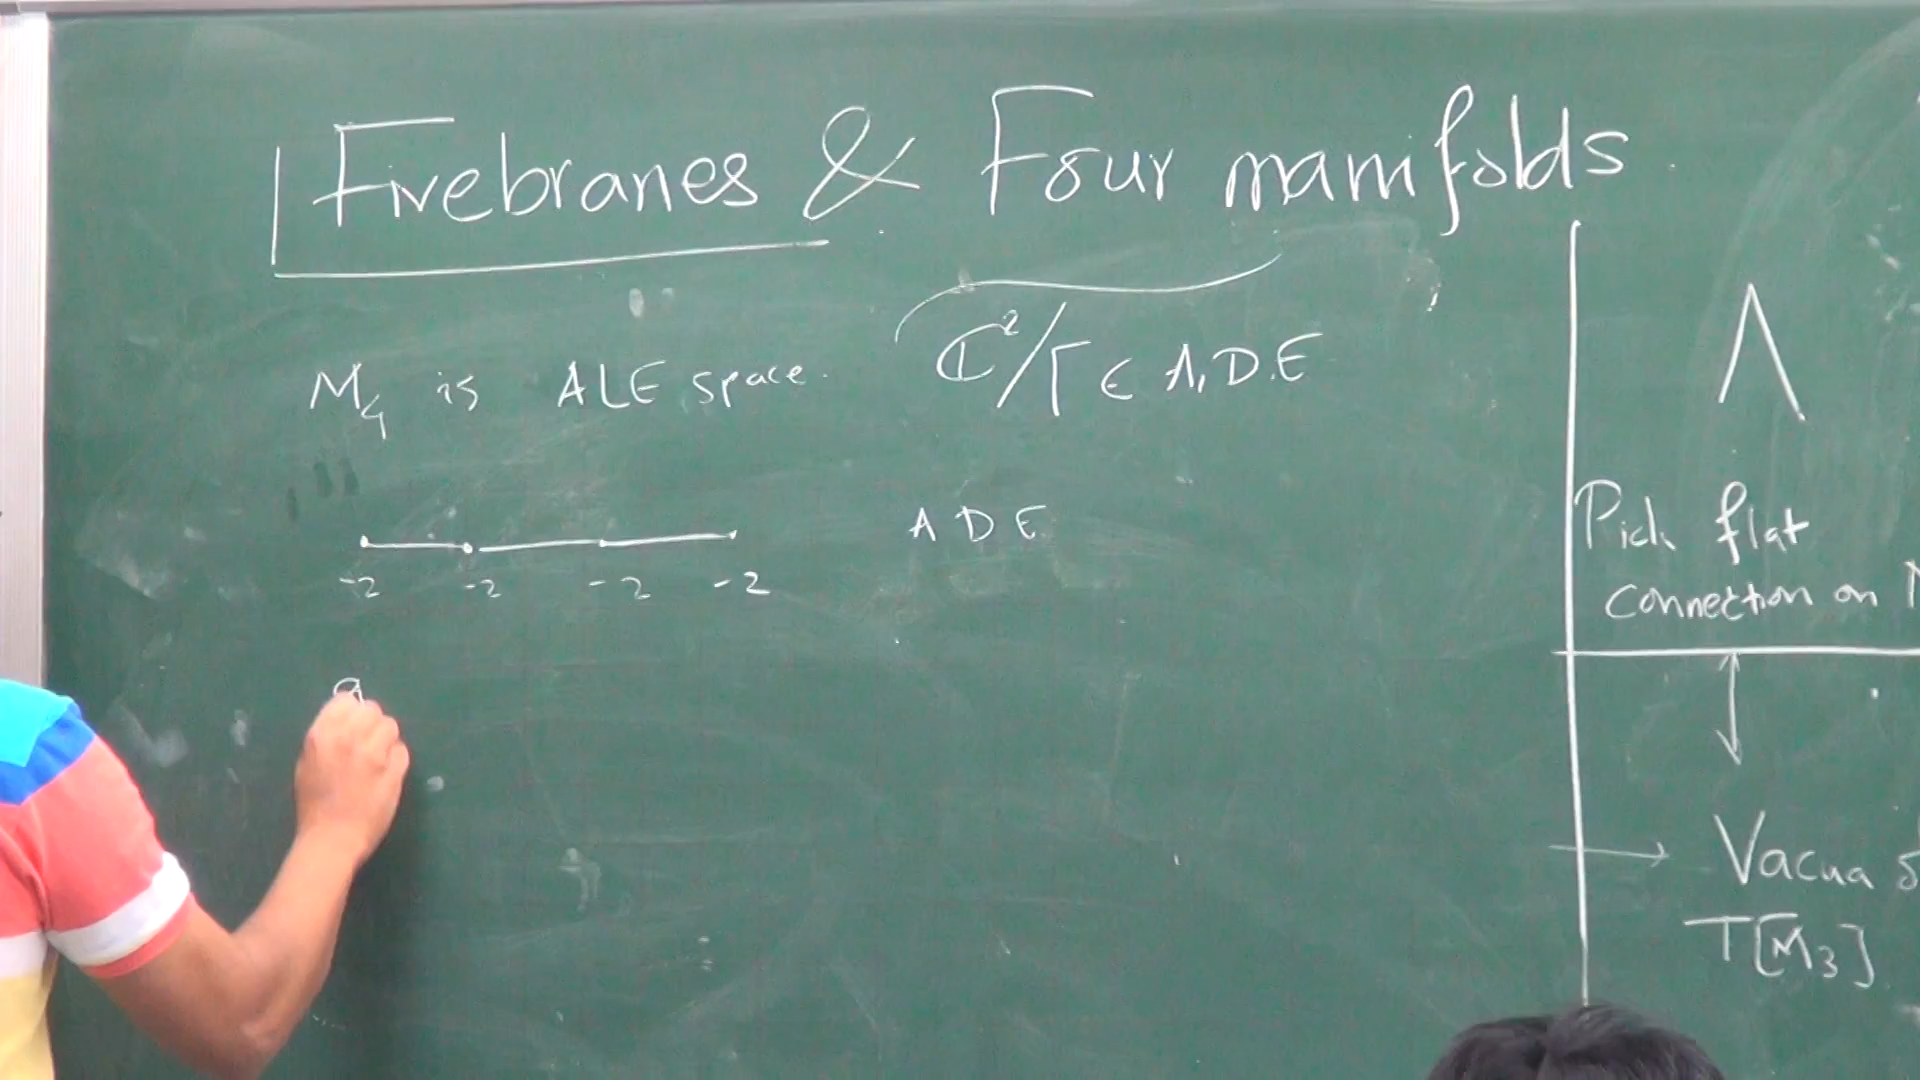 Fivebranes & Four manifolds.
M₄ is ALE space. ℂ²/Γ ∈ A, D, E
A D E
-2 -2 -2 -2
Λ
Pick flat
connection on
Vacua
T[M₃]